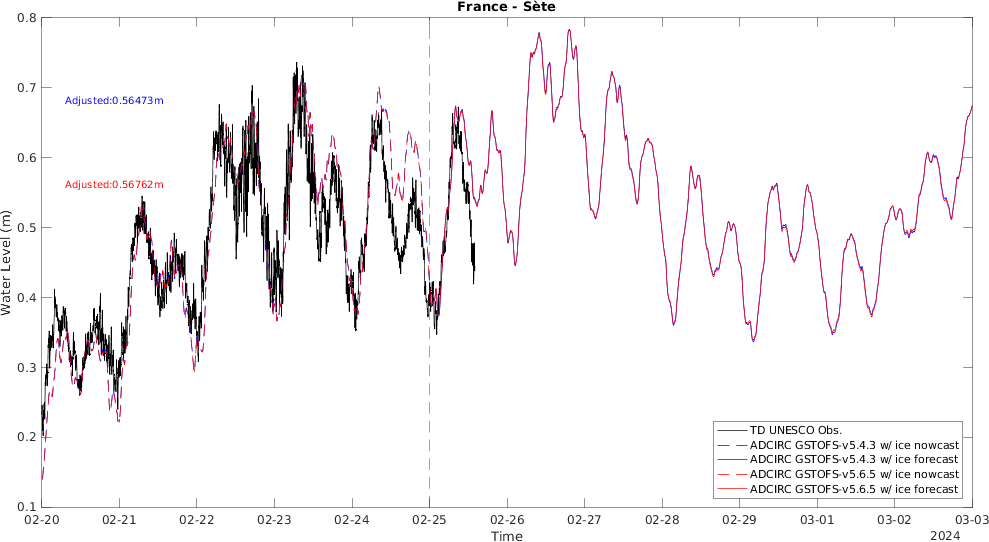 France - Sète
0.8
0.7
0.6
0.5
0.4
0.3
0.2
0.1
Water Level (m)
Adjusted:0.56473m
Adjusted:0.56762m
TD UNESCO Obs.
ADCIRC GSTOFS-v5.4.3 w/ ice nowcast
ADCIRC GSTOFS-v5.4.3 w/ ice forecast
ADCIRC GSTOFS-v5.6.5 w/ ice nowcast
ADCIRC GSTOFS-v5.6.5 w/ ice forecast
02-20 02-21 02-22 02-23 02-24 02-25 02-26 02-27 02-28 02-29 03-01 03-02 03-03
Time
2024